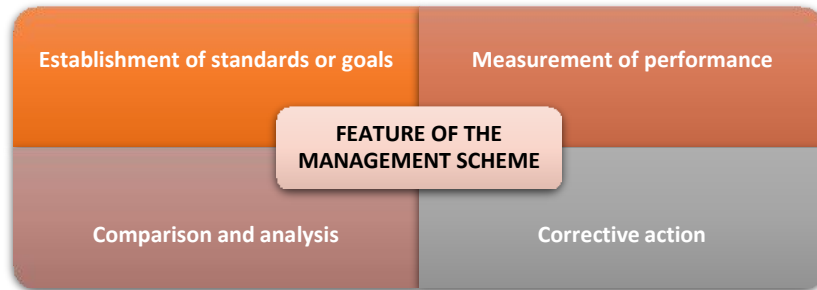 Establishment of standards or goals
Measurement of performance
FEATURE OF THE
MANAGEMENT SCHEME
Comparison and analysis
Corrective action